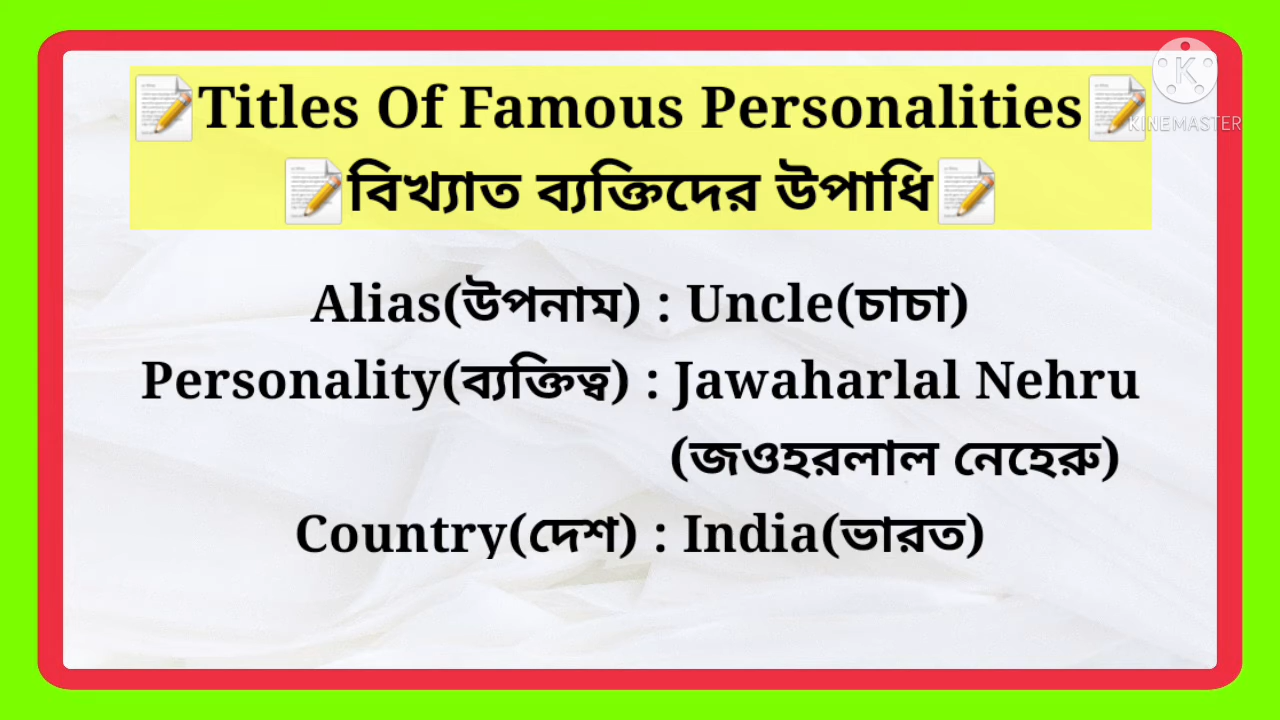 Titles Of Famous Personalities
বিখ্যাত ব্যক্তিদের উপাধি
K
KINEMASTER
Alias(উপনাম) : Uncle(চাচা)
Personality(ব্যক্তিত্ব) : Jawaharlal Nehru
(জওহরলাল নেহেরু)
Country(দেশ) : India(ভারত)